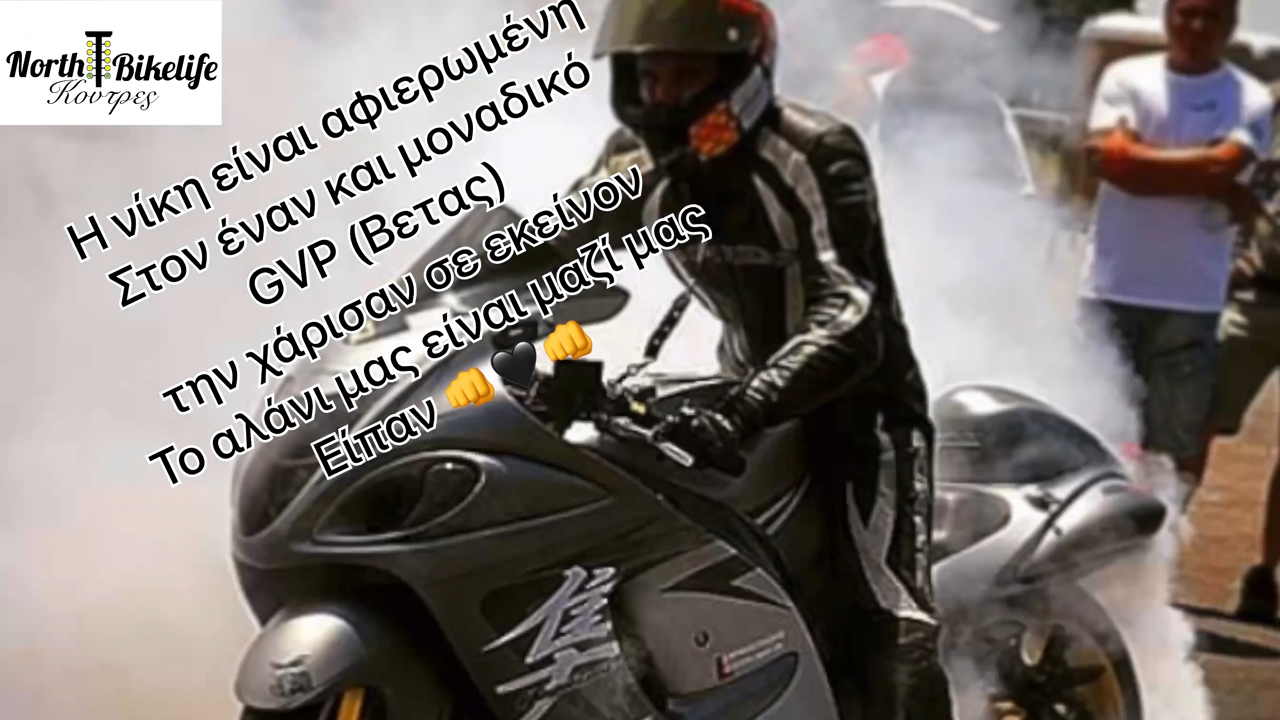 North Bikelife
Κουτρες
Η νίκη είναι αφιερωμένη
Στον έναν και μοναδικό
GVP (Βετας)
την χάρισαν σε εκείνον
Το αλάνι μας είναι μαζί μας
Είπαν 👊🖤👊
隼